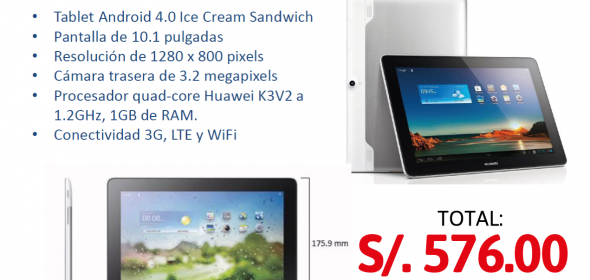 Tablet Android 4.0 Ice Cream Sandwich
Pantalla de 10.1 pulgadas
Resolución de 1280 x 800 pixels
Cámara trasera de 3.2 megapixels
Procesador quad-core Huawei K3V2 a
1.2GHz, 1GB de RAM.
Conectividad 3G, LTE y WiFi
HUAWEI
175.9 mm
TOTAL:
S/. 576.00